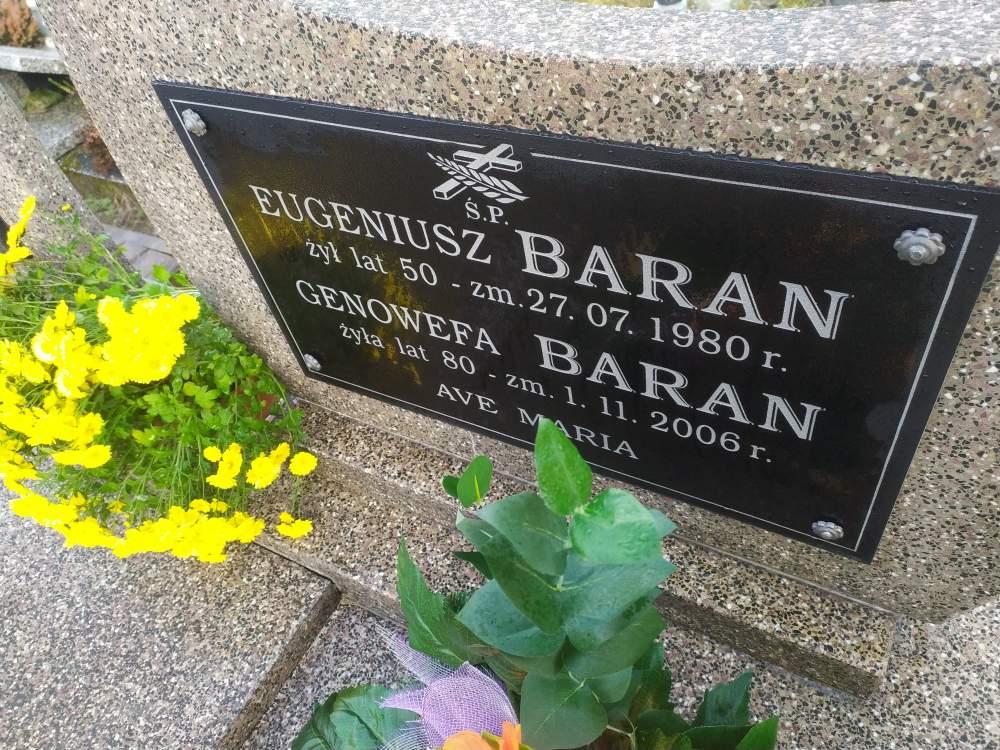 Ś.P.
EUGENIUSZ BARAN
żył lat 50 - zm. 27. 07. 1980 r.
GENOWEFA BARAN
żyła lat 80 - zm. 1. 11. 2006 r.
AVE MARIA